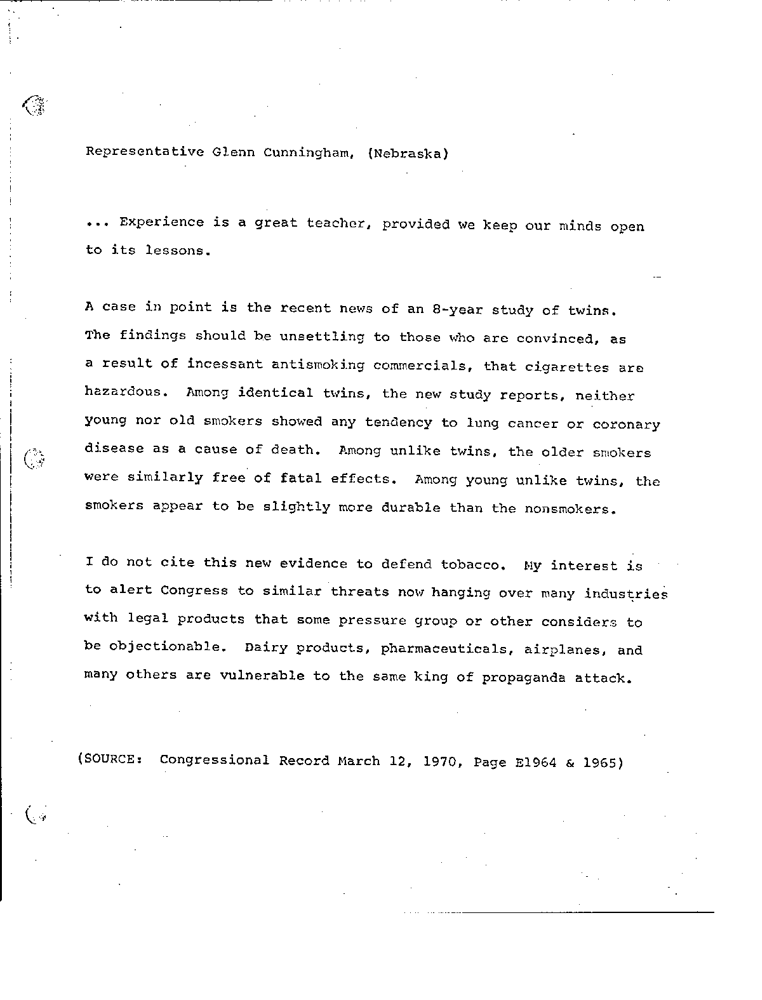 Representative Glenn Cunningham, (Nebraska)
... Experience is a great teacher, provided we keep our minds open
to its lessons.
A case in point is the recent news of an 8-year study of twins.
The findings should be unsettling to those who are convinced, as
a result of incessant antismoking commercials, that cigarettes are
hazardous. Among identical twins, the new study reports, neither
young nor old smokers showed any tendency to lung cancer or coronary
disease as a cause of death. Among unlike twins, the older smokers
were similarly free of fatal effects. Among young unlike twins, the
smokers appear to be slightly more durable than the nonsmokers.
I do not cite this new evidence to defend tobacco. My interest is
to alert Congress to similar threats now hanging over many industries
with legal products that some pressure group or other considers to
be objectionable. Dairy products, pharmaceuticals, airplanes, and
many others are vulnerable to the same king of propaganda attack.
(SOURCE: Congressional Record March 12, 1970, Page E1964 & 1965)